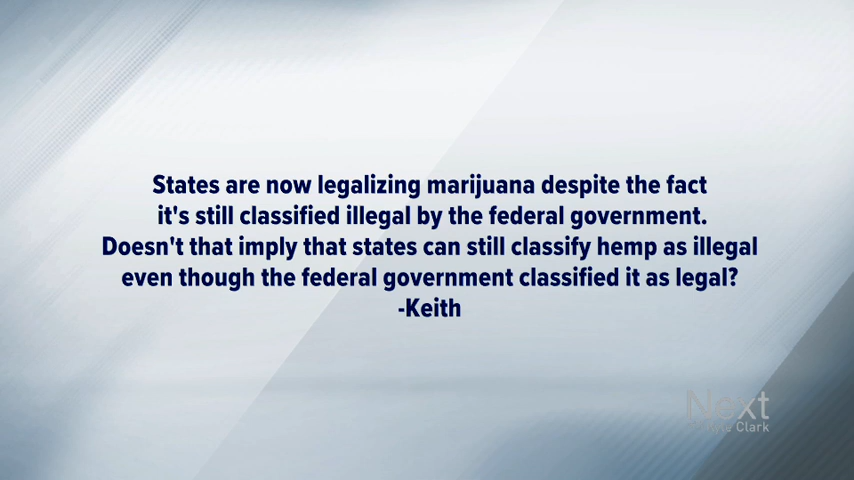 States are now legalizing marijuana despite the fact
it's still classified illegal by the federal government.
Doesn't that imply that states can still classify hemp as illegal
even though the federal government classified it as legal?
-Keith
Next
Kyle Clark